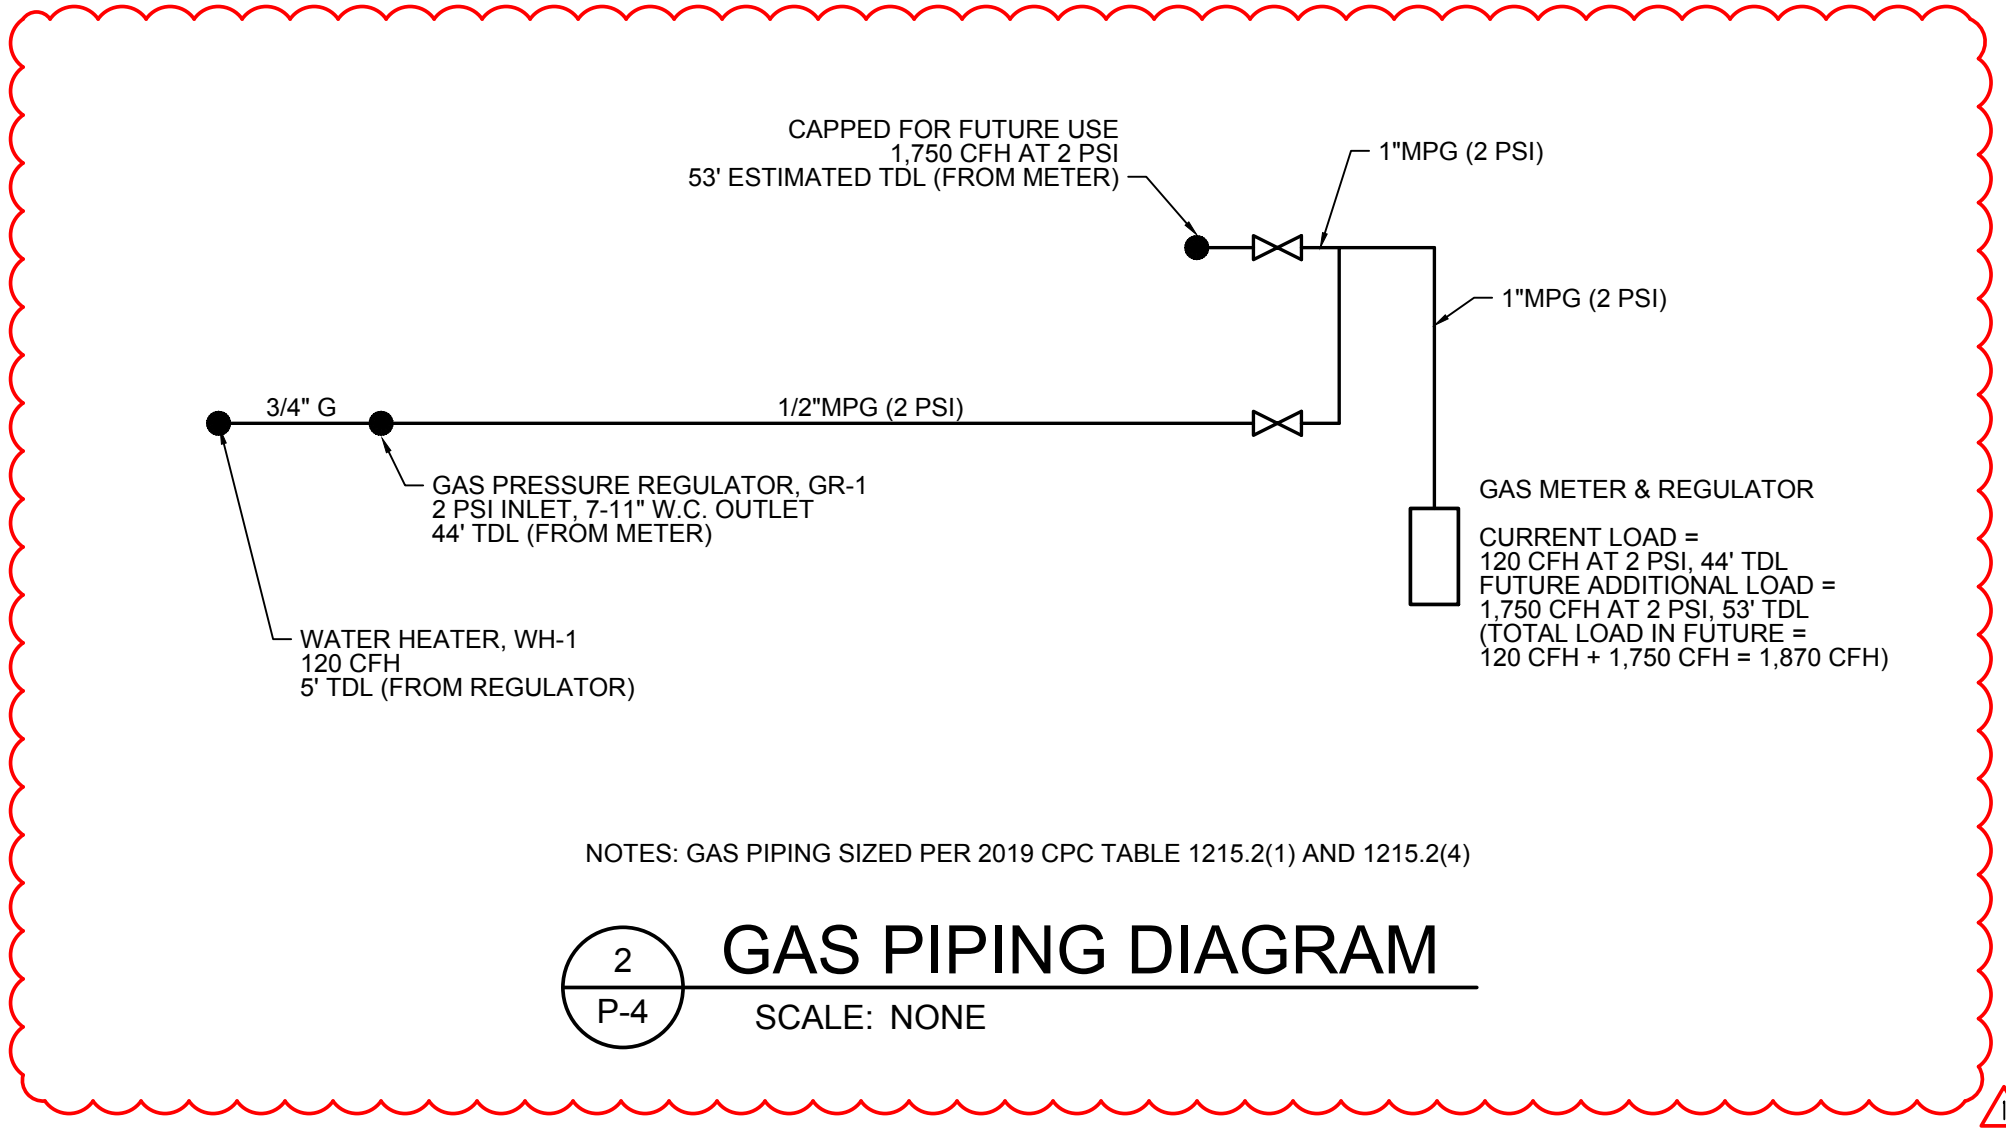 CAPPED FOR FUTURE USE
1,750 CFH AT 2 PSI
53' ESTIMATED TDL (FROM METER)
1"MPG (2 PSI)
1"MPG (2 PSI)
3/4" G
1/2"MPG (2 PSI)
GAS PRESSURE REGULATOR, GR-1
2 PSI INLET, 7-11" W.C. OUTLET
44' TDL (FROM METER)
GAS METER & REGULATOR
CURRENT LOAD =
120 CFH AT 2 PSI, 44' TDL
FUTURE ADDITIONAL LOAD =
1,750 CFH AT 2 PSI, 53' TDL
(TOTAL LOAD IN FUTURE =
120 CFH + 1,750 CFH = 1,870 CFH)
WATER HEATER, WH-1
120 CFH
5' TDL (FROM REGULATOR)
NOTES: GAS PIPING SIZED PER 2019 CPC TABLE 1215.2(1) AND 1215.2(4)
2
P-4
GAS PIPING DIAGRAM
SCALE: NONE